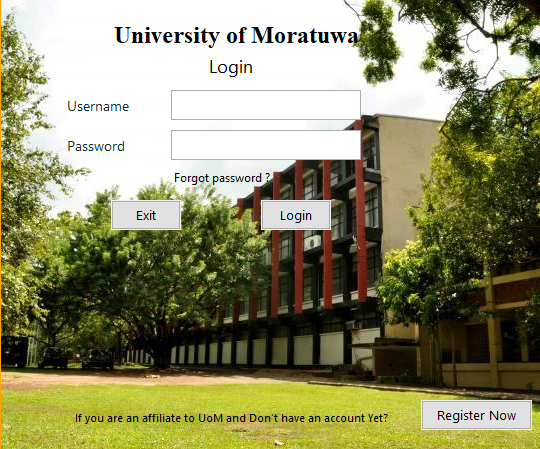 University of Moratuwa
Login
Username
Password
Forgot password ?
Exit
Login
If you are an affiliate to UoM and Don't have an account Yet?
Register Now